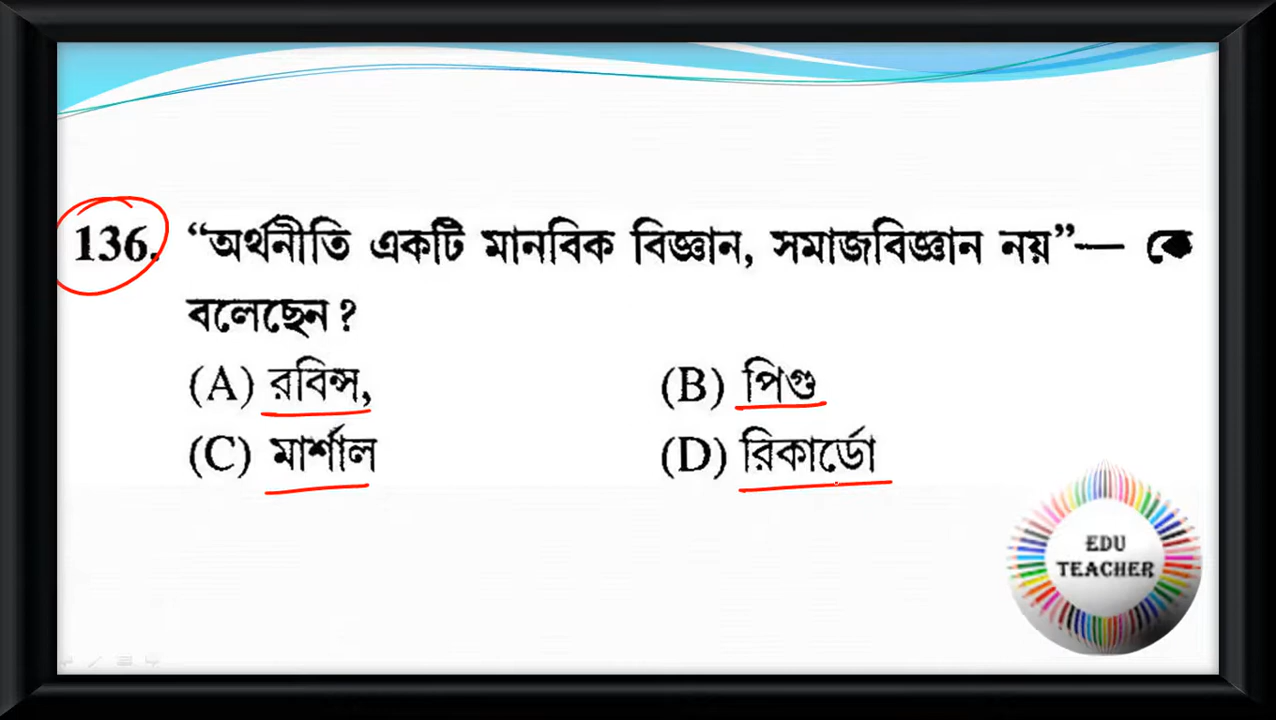 136. “অর্থনীতি একটি মানবিক বিজ্ঞান, সমাজবিজ্ঞান নয়”— কে
বলেছেন?
(A) রবিন্স, (B) পিগু
(C) মার্শাল (D) রিকার্ডো
EDU
TEACHER